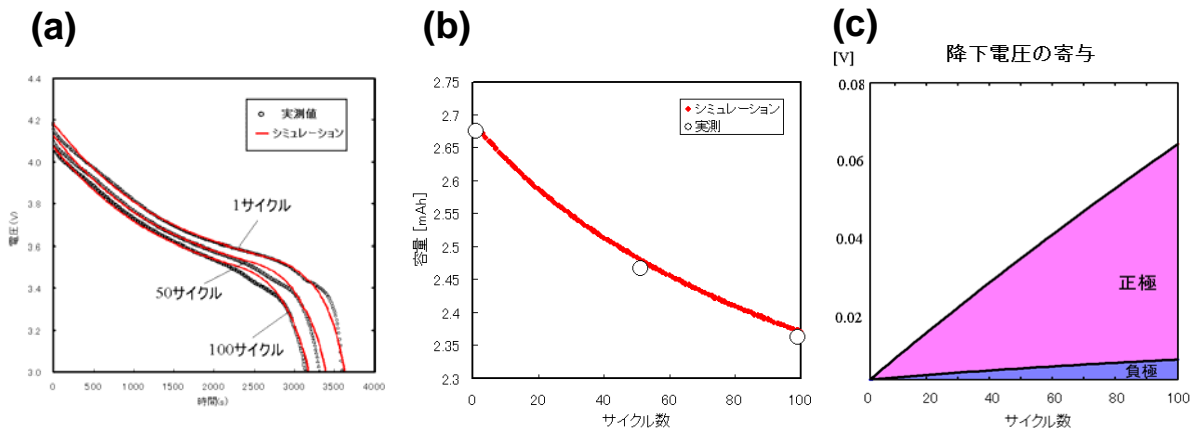 (a)
4.4
4.2
4.0
3.8
3.6
3.4
3.2
3.0
電圧(V)
実測値
シミュレーション
1サイクル
50サイクル
100サイクル
0 500 1000 1500 2000 2500 3000 3500 4000
時間(s)
(b)
2.75
2.7
2.65
2.6
2.55
2.5
2.45
2.4
2.35
2.3
容量 [mAh]
シミュレーション
実測
0 20 40 60 80 100
サイクル数
(c)
[V]
降下電圧の寄与
0.08
0.06
0.04
0.02
正極
負極
0 20 40 60 80 100
サイクル数